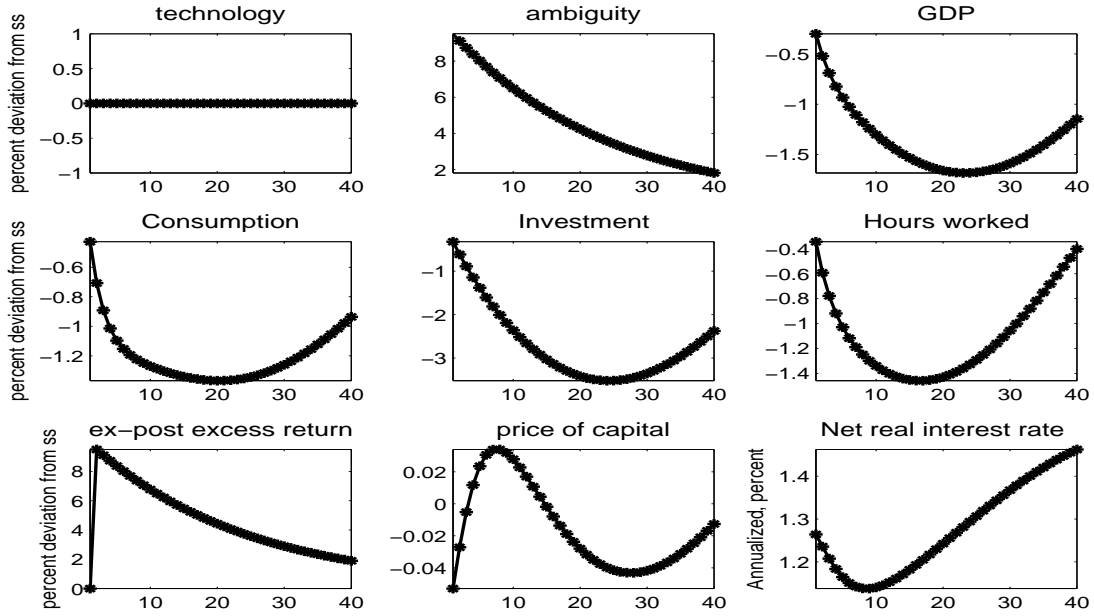 technology
ambiguity
GDP
percent deviation from ss
1
0.5
0
−0.5
−1
10 20 30 40
8
6
4
2
10 20 30 40
−0.5
−1
−1.5
10 20 30 40
Consumption
Investment
Hours worked
percent deviation from ss
−0.6
−0.8
−1
−1.2
10 20 30 40
−1
−2
−3
10 20 30 40
−0.4
−0.6
−0.8
−1
−1.2
−1.4
10 20 30 40
ex−post excess return
price of capital
Net real interest rate
percent deviation from ss
8
6
4
2
0
10 20 30 40
0.02
0
−0.02
−0.04
10 20 30 40
Annualized, percent
1.4
1.3
1.2
10 20 30 40